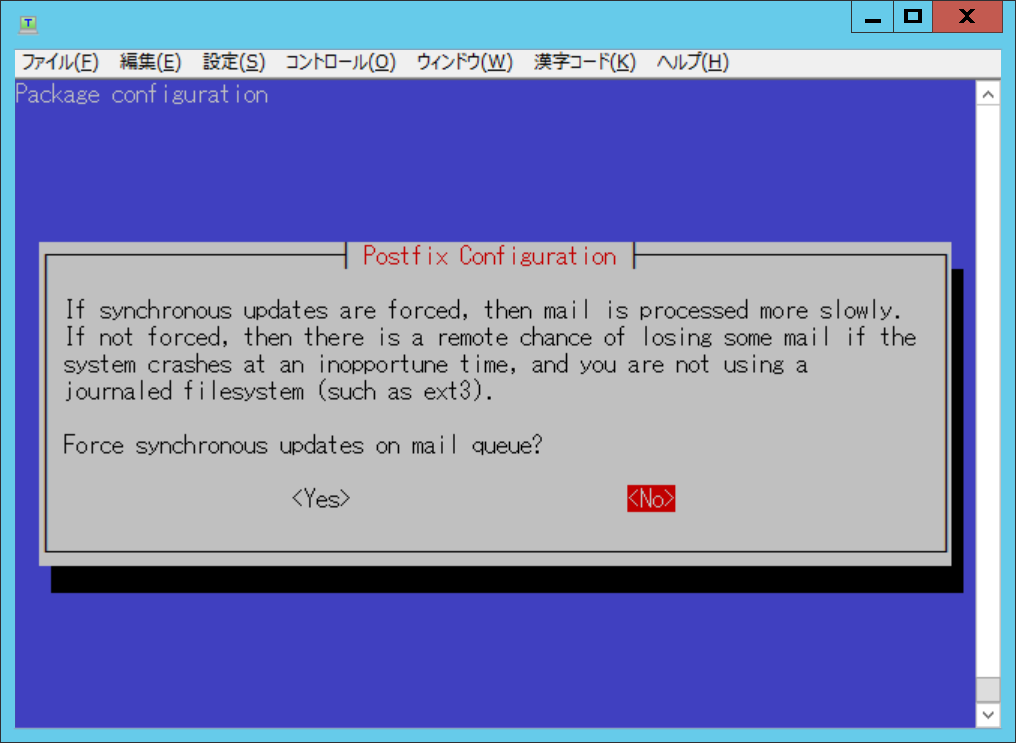 T
ファイル(F) 編集(E) 設定(S) コントロール(O) ウィンドウ(W) 漢字コード(K) ヘルプ(H)
Package configuration
Postfix Configuration
If synchronous updates are forced, then mail is processed more slowly.
If not forced, then there is a remote chance of losing some mail if the
system crashes at an inopportune time, and you are not using a
journaled filesystem (such as ext3).
Force synchronous updates on mail queue?
<Yes> <No>